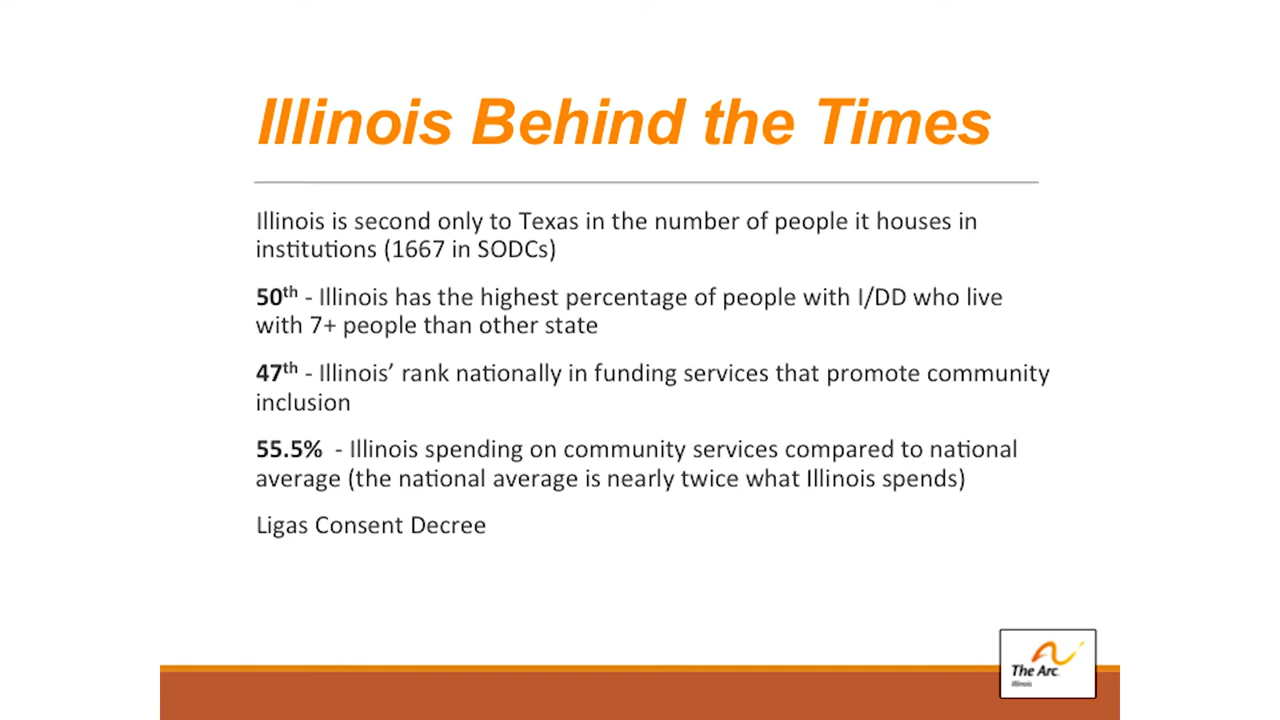 Illinois Behind the Times
Illinois is second only to Texas in the number of people it houses in
institutions (1667 in SODCs)
50th - Illinois has the highest percentage of people with I/DD who live
with 7+ people than other state
47th - Illinois’ rank nationally in funding services that promote community
inclusion
55.5%  - Illinois spending on community services compared to national
average (the national average is nearly twice what Illinois spends)
Ligas Consent Decree
The Arc
Illinois